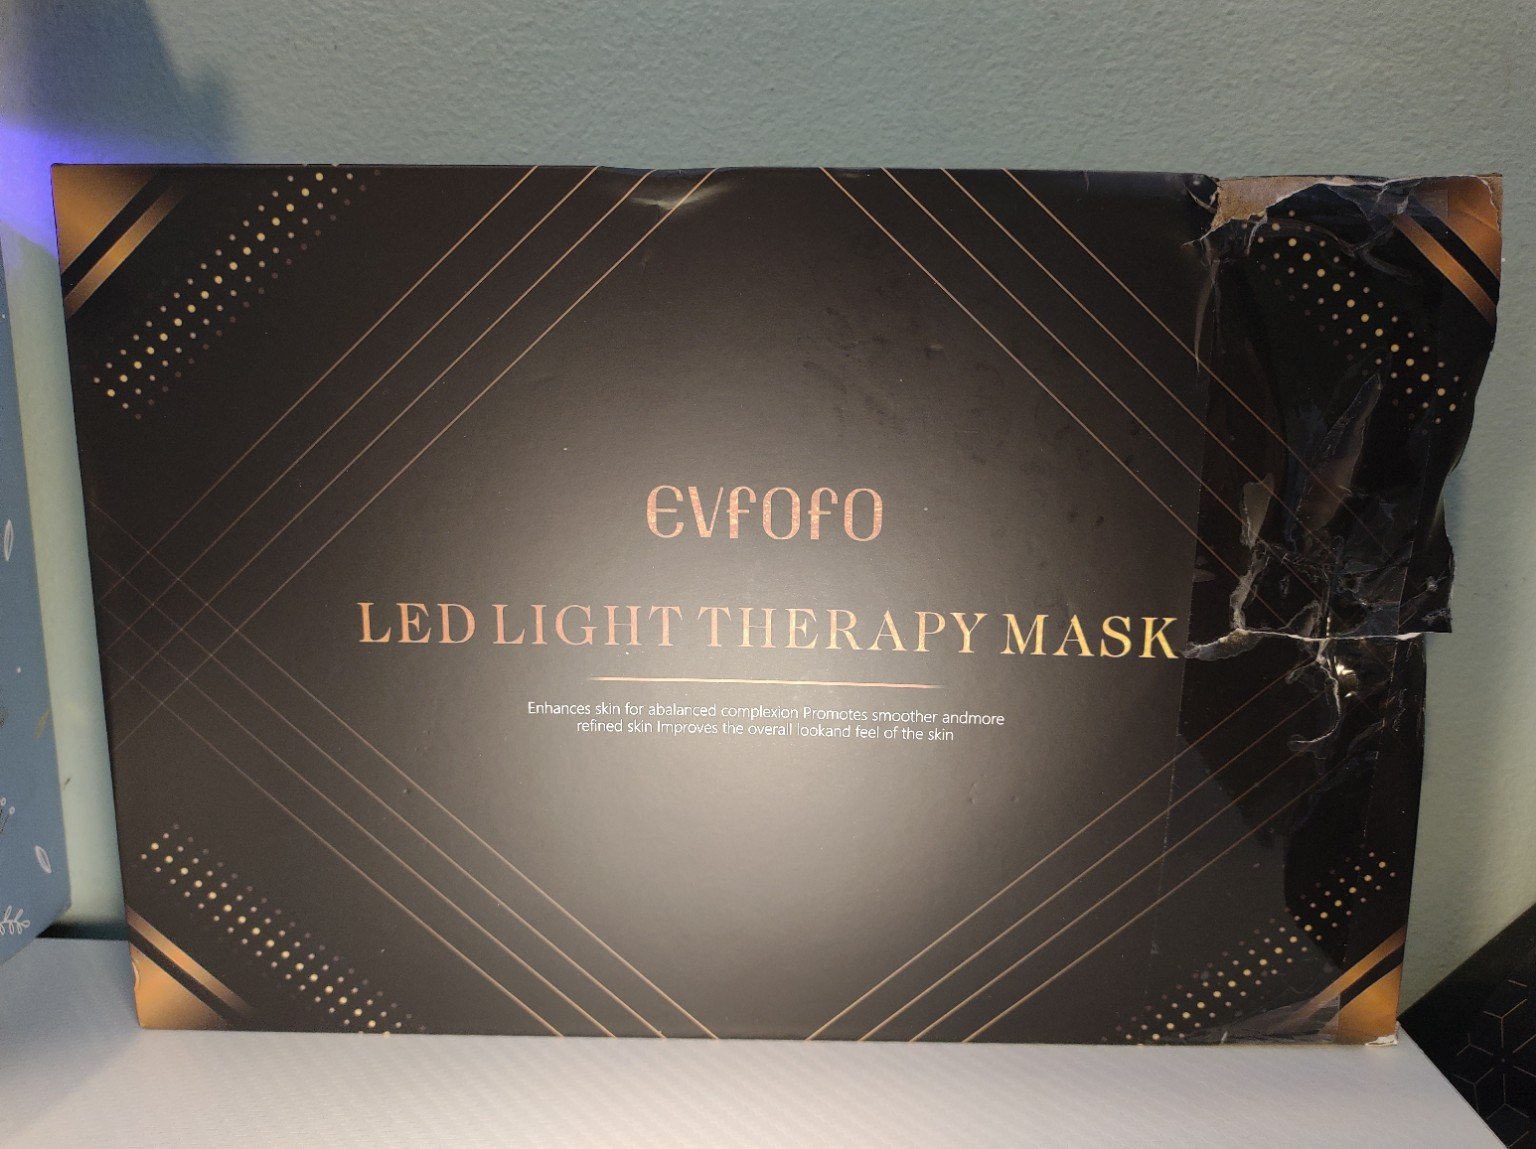 EVFOFO
LED LIGHT THERAPY MASK
Enhances skin for abalanced complexion Promotes smoother andmore
refined skin Improves the overall lookand feel of the skin